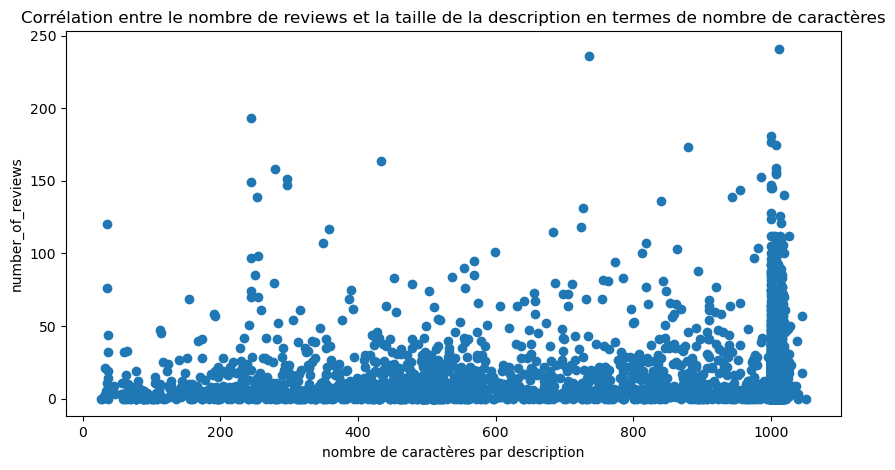 Corrélation entre le nombre de reviews et la taille de la description en termes de nombre de caractères
250
200
150
100
50
0
number_of_reviews
0 200 400 600 800 1000
nombre de caractères par description